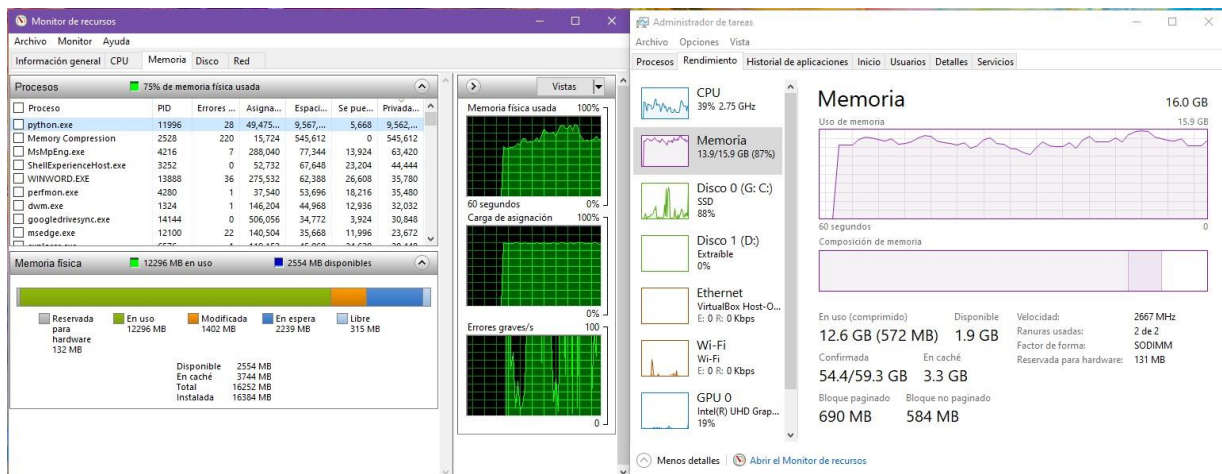 Monitor de recursos
Archivo Monitor Ayuda
Información general CPU Memoria Disco Red
Procesos 75% de memoria física usada
Proceso PID Errores ... Asigna... Espaci... Se pue... Privada...
python.exe 11996 28 49,475... 9,567,... 5,668 9,562,...
Memory Compression 2528 220 15,724 545,612 0 545,612
MsMpEng.exe 4216 7 288,040 77,344 13,924 63,420
ShellExperienceHost.exe 3252 0 52,732 67,648 23,204 44,444
WINWORD.EXE 13888 36 275,532 62,388 26,608 35,780
perfmon.exe 4280 1 37,540 53,696 18,216 35,480
dwm.exe 1324 1 146,204 44,968 12,936 32,032
googledrivesync.exe 14144 0 506,056 34,772 3,924 30,848
msedge.exe 12100 22 140,504 35,668 11,996 23,672
Memoria física 12296 MB en uso 2554 MB disponibles
Reservada para hardware 132 MB
En uso 12296 MB
Modificada 1402 MB
En espera 2239 MB
Libre 315 MB
Disponible 2554 MB
En caché 3744 MB
Total 16252 MB
Instalada 16384 MB
Vistas
Memoria física usada 100%
60 segundos 0%
Carga de asignación 100%
0%
Errores graves/s 100
0
Administrador de tareas
Archivo Opciones Vista
Procesos Rendimiento Historial de aplicaciones Inicio Usuarios Detalles Servicios
CPU
39% 2.75 GHz
Memoria
13.9/15.9 GB (87%)
Disco 0 (G: C:)
SSD
88%
Disco 1 (D:)
Extraíble
0%
Ethernet
VirtualBox Host-O...
E: 0 R: 0 Kbps
Wi-Fi
Wi-Fi
E: 0 R: 0 Kbps
GPU 0
Intel(R) UHD Grap...
19%
Memoria 16.0 GB
Uso de memoria 15.9 GB
60 segundos 0
Composición de memoria
En uso (comprimido) Disponible
12.6 GB (572 MB) 1.9 GB
Confirmada En caché
54.4/59.3 GB 3.3 GB
Bloque paginado Bloque no paginado
690 MB 584 MB
Velocidad: 2667 MHz
Ranuras usadas: 2 de 2
Factor de forma: SODIMM
Reservada para hardware: 131 MB
Menos detalles Abrir el Monitor de recursos